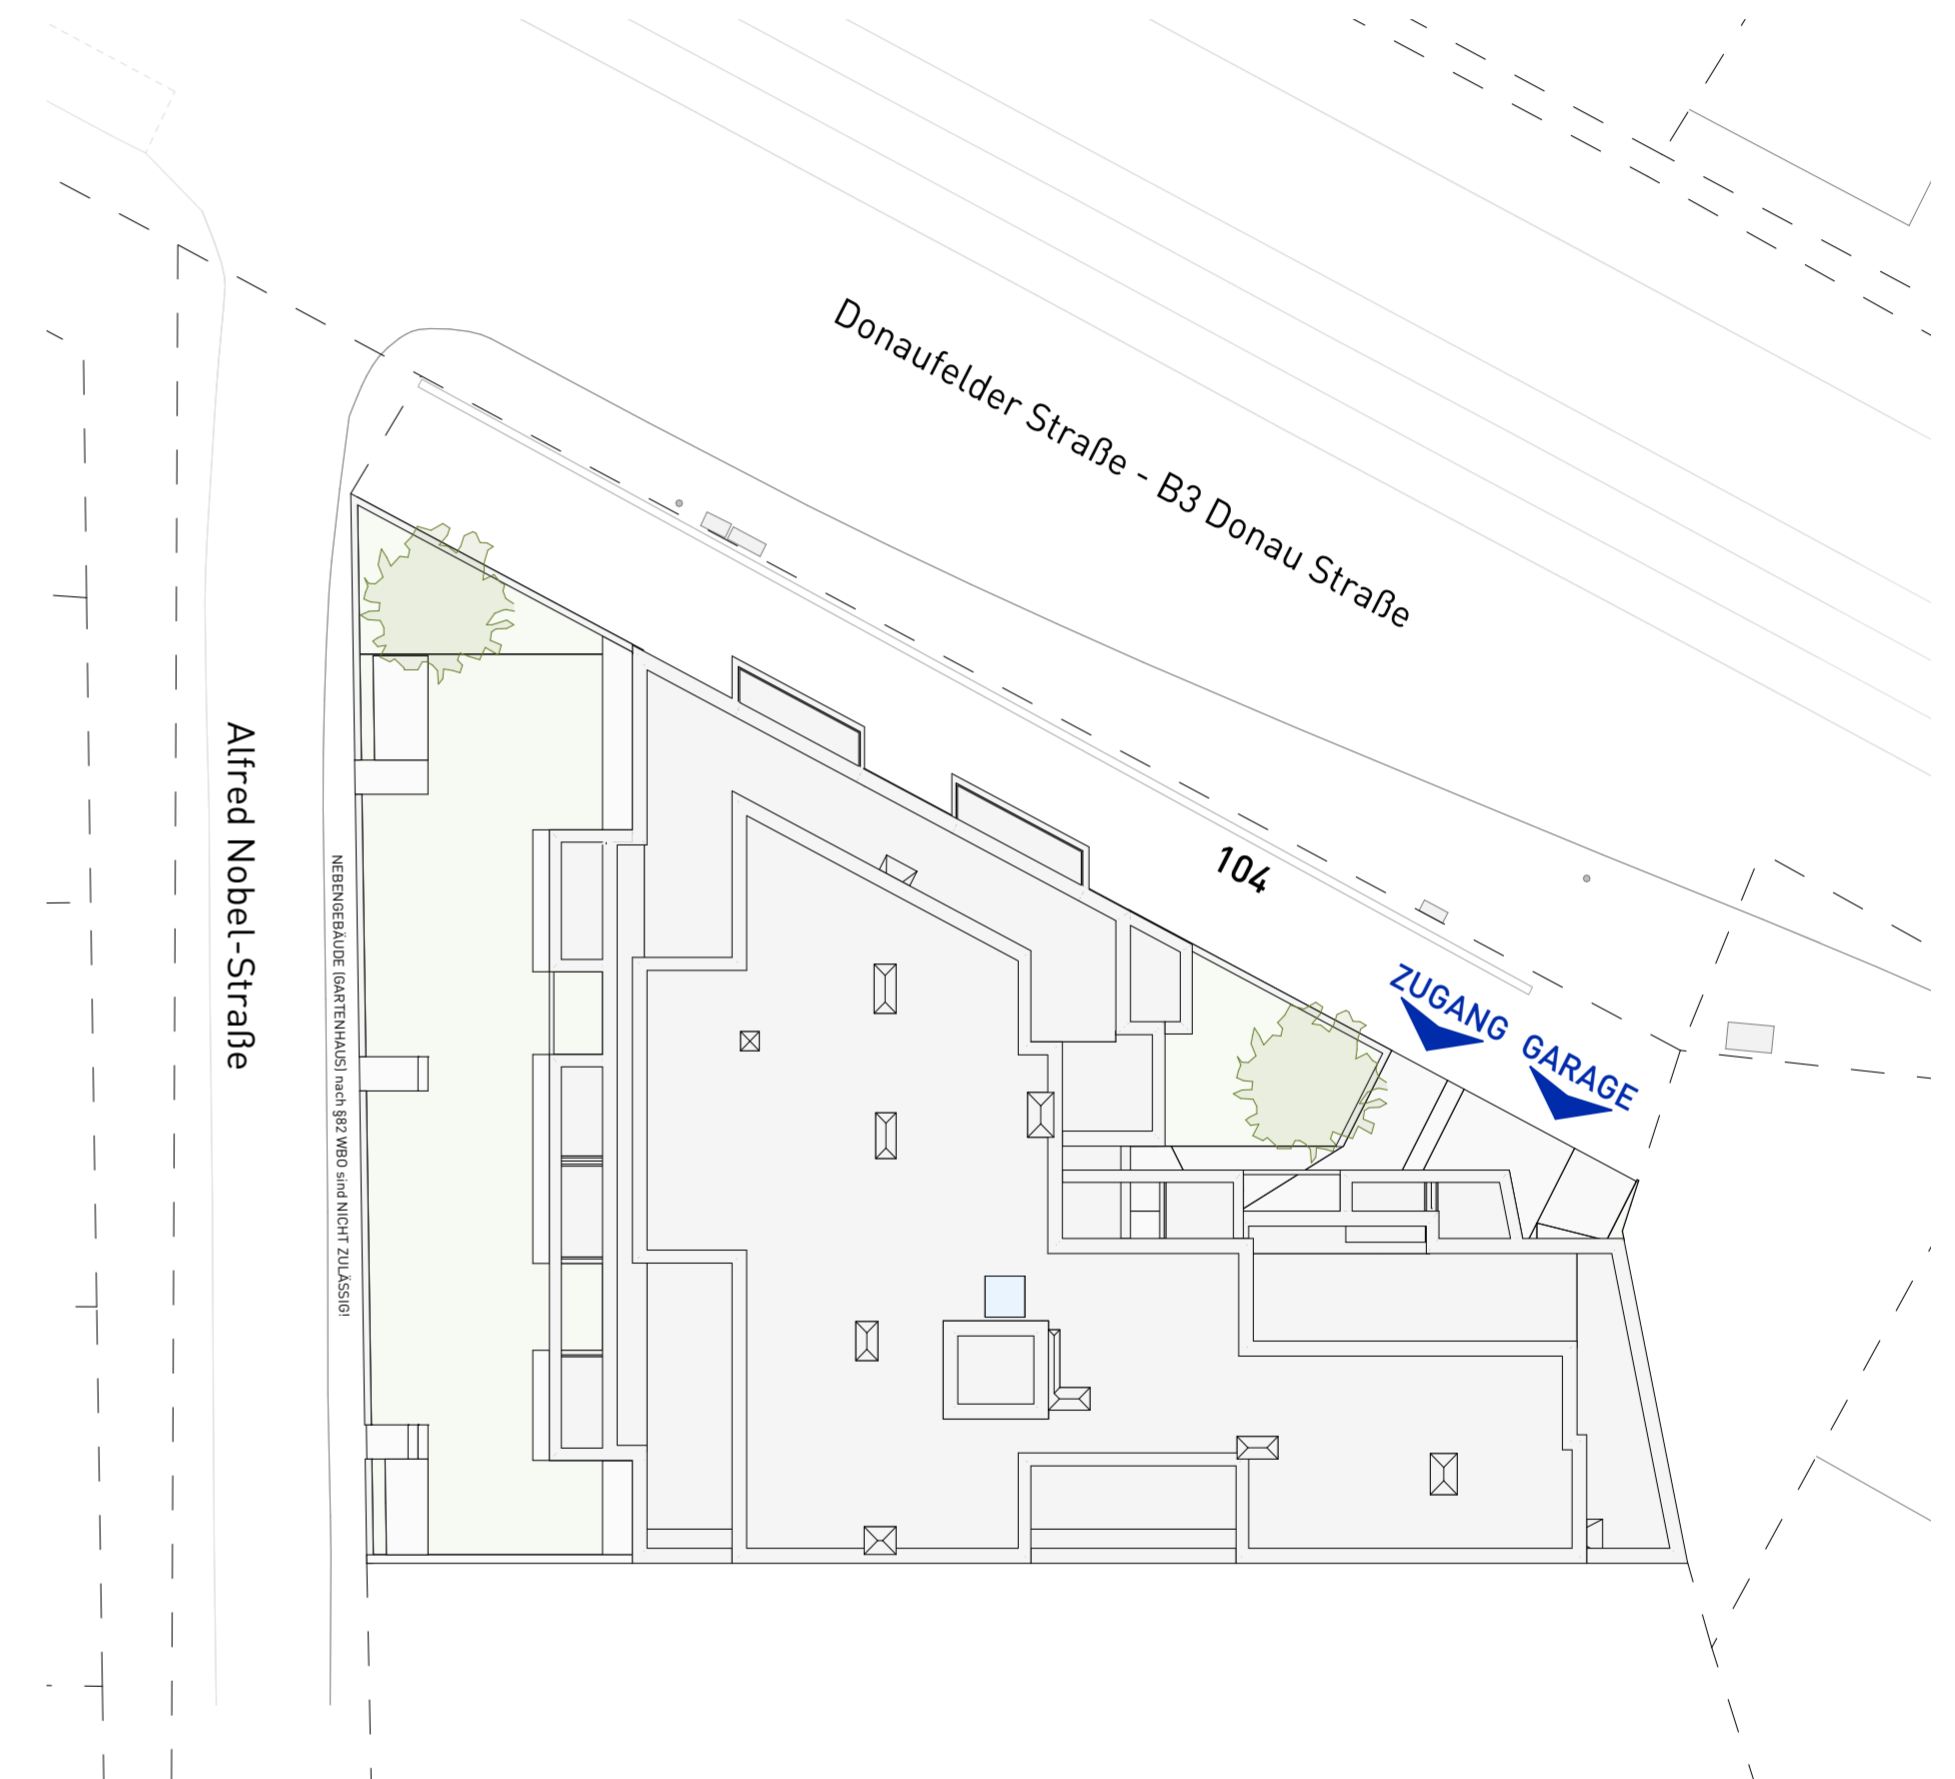 Donaufelder Straße - B3 Donau Straße
104
ZUGANG GARAGE
Alfred Nobel-Straße
NEBENGEBÄUDE (GARTENHAUS) nach §82 WBO sind NICHT ZULÄSSIG!